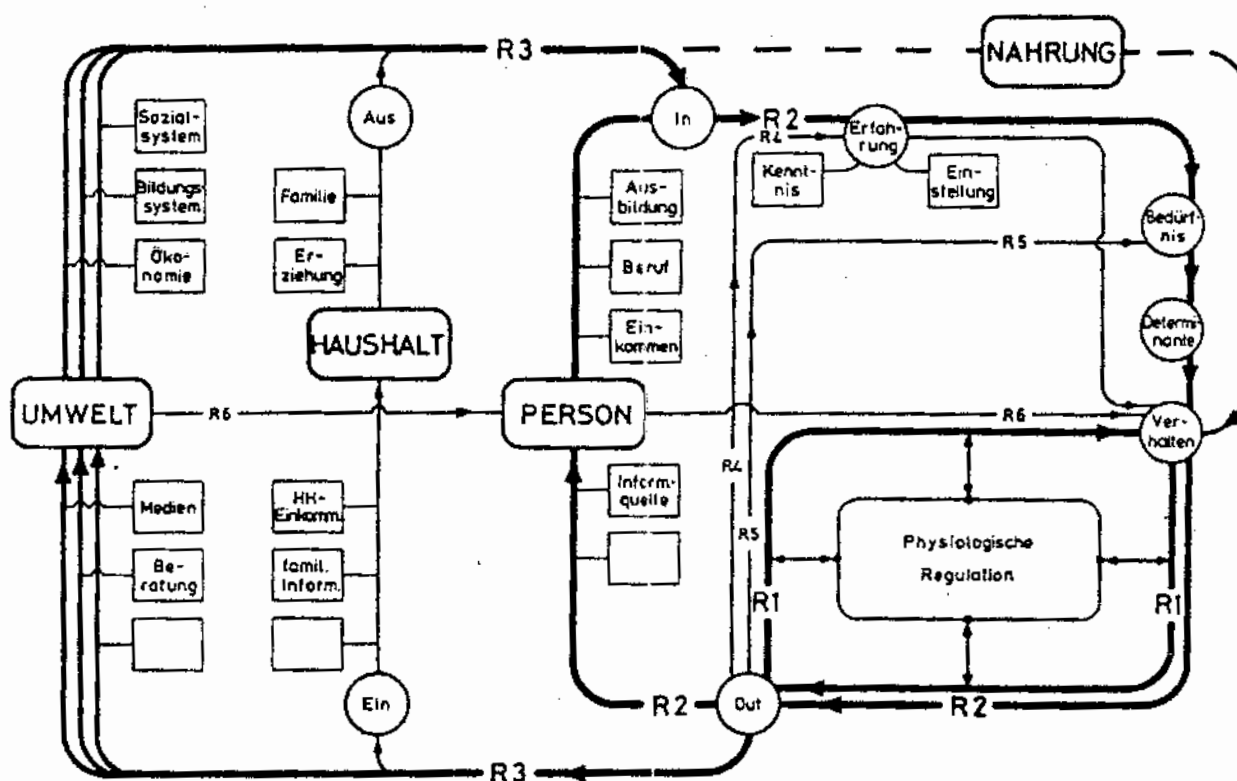 R3
NAHRUNG
Sozial-
system
Aus
In
R2
R4
Erfah-
rung
Bildungs-
system
Familie
Aus-
bildung
Kennt-
nis
Ein-
stellung
Bedürf-
nis
Öko-
nomie
Er-
ziehung
Beruf
R5
HAUSHALT
Ein-
kommen
Determi-
nante
UMWELT
R6
PERSON
R6
Ver-
halten
R4
Medien
HH-
Einkomm.
Inform.-
quelle
R5
Physiologische
Regulation
Be-
ratung
famil.
Inform.
R1
R1
Ein
R2
Out
R2
R3